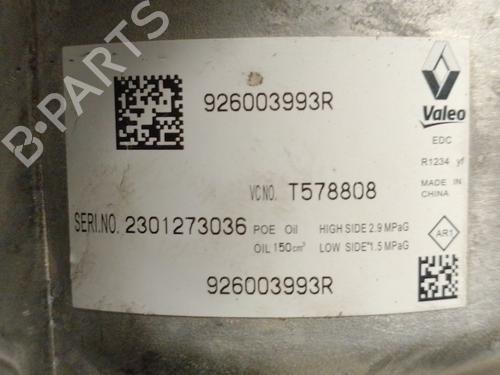 926003993R
Valeo
EDC
R1234 yf
MADE IN
CHINA
VC NO. T578808
SERI.NO. 2301273036
POE Oil HIGH SIDE 2.9 MPaG
OIL 150cm³ LOW SIDE 1.5 MPaG
AR1
926003993R
B-PARTS